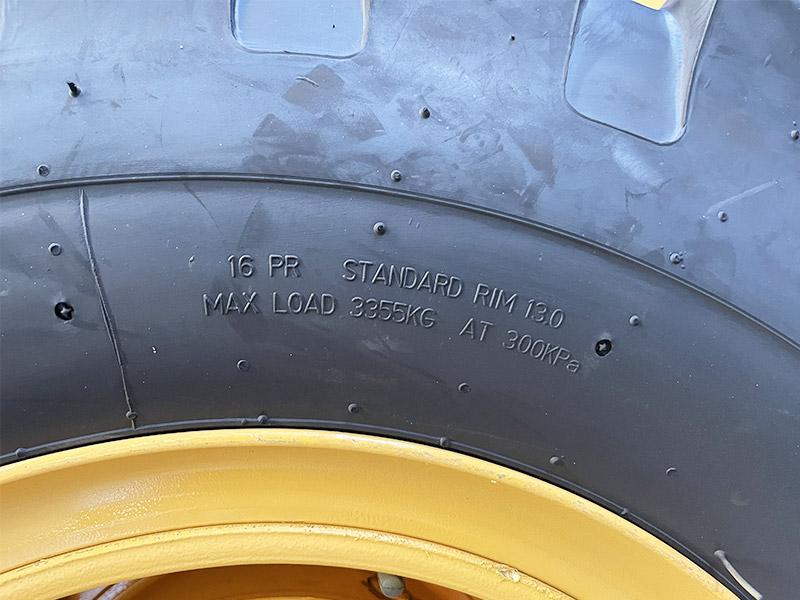 16 PR STANDARD RIM 13.0
MAX LOAD 3355KG AT 300KPa